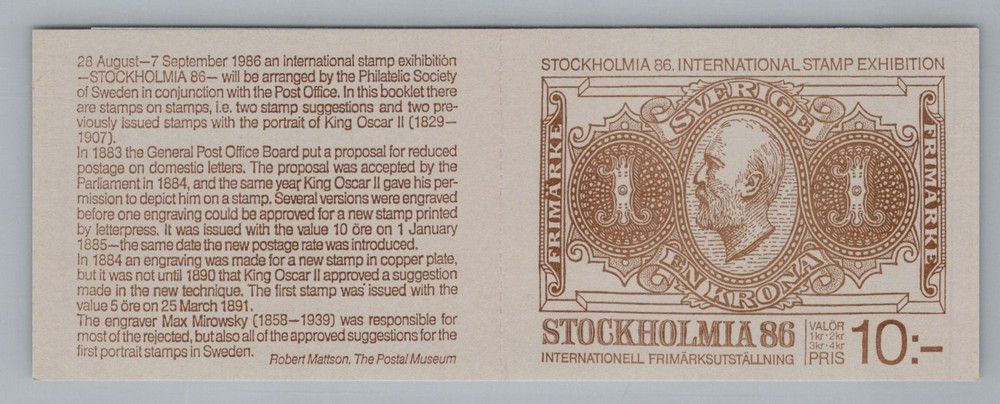 28 August—7 September 1986 an international stamp exihibition
—STOCKHOLMIA 86— will be arranged by the Philatelic Society
of Sweden in conjunction with the Post Office. In this booklet there
are stamps on stamps, i.e. two stamp suggestions and two pre-
viously issued stamps with the portrait of King Oscar II (1829—
1907).
In 1883 the General Post Office Board put a proposal for reduced
postage on domestic letters. The proposal was accepted by the
Parliament in 1884, and the same year King Oscar II gave his per-
mission to depict him on a stamp. Several versions were engraved
before one engraving could be approved for a new stamp printed
by letterpress. It was issued with the value 10 öre on 1 January
1885—the same date the new postage rate was introduced.
In 1884 an engraving was made for a new stamp in copper plate,
but it was not until 1890 that King Oscar II approved a suggestion
made in the new technique. The first stamp was issued with the
value 5 öre on 25 March 1891.
The engraver Max Mirowsky (1858—1939) was responsible for
most of the rejected, but also all of the approved suggestions for the
first portrait stamps in Sweden.
Robert Mattson, The Postal Museum
STOCKHOLMIA 86. INTERNATIONAL STAMP EXHIBITION
SVERIGE
FRIMÄRKE
1
1
FRIMÄRKE
EN KRONA
STOCKHOLMIA 86
INTERNATIONELL FRIMÄRKSUTSTÄLLNING
VALÖR
1kr·2kr
3kr·4kr
PRIS
10:-